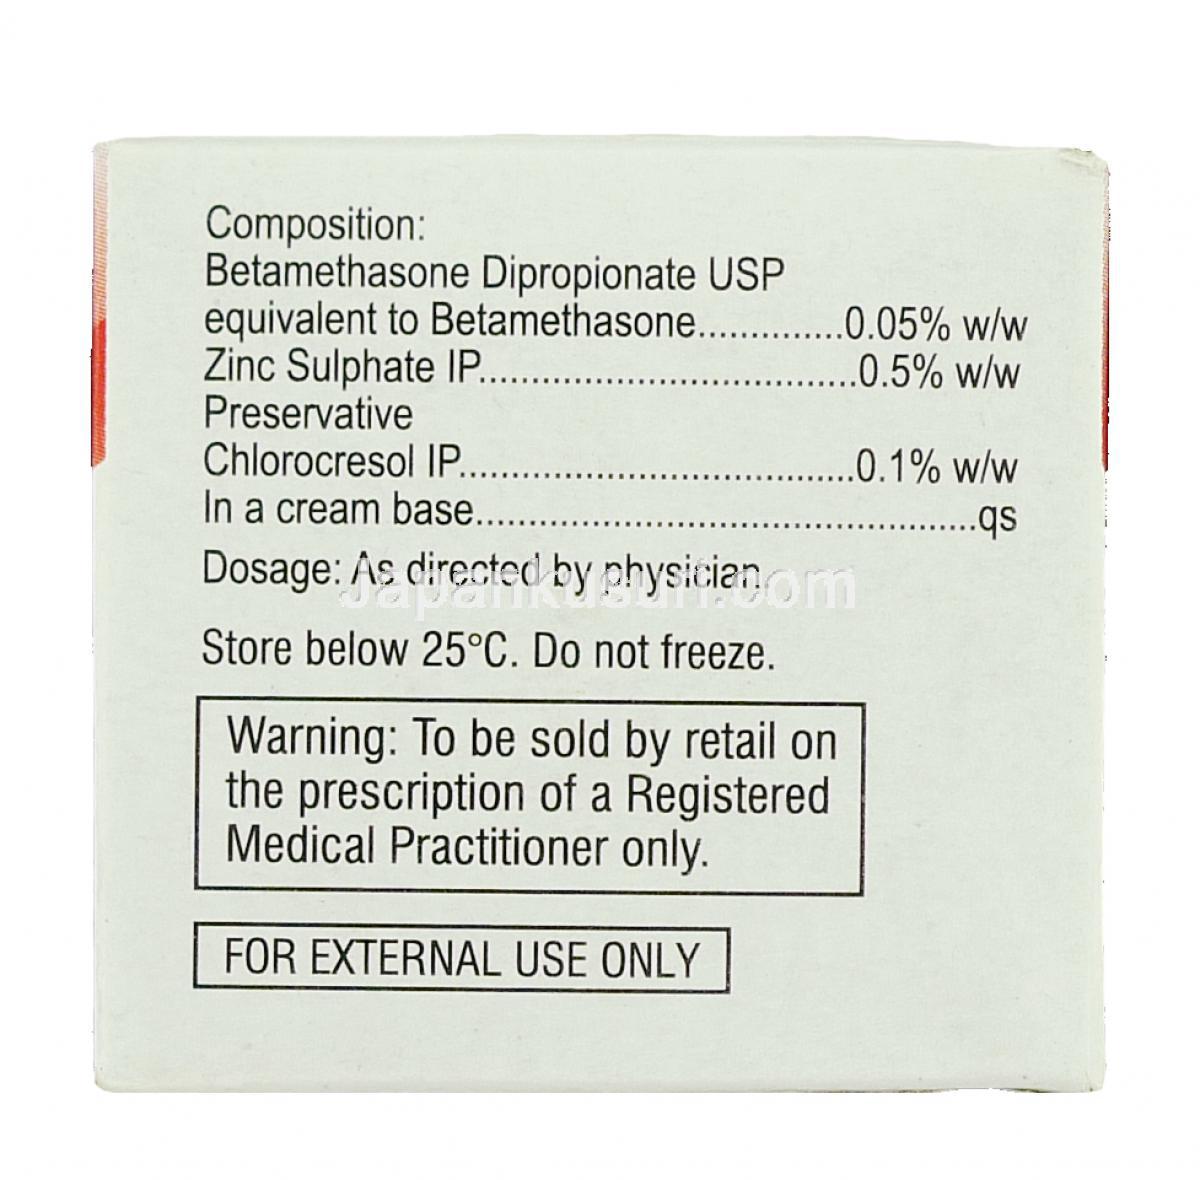 Composition:
Betamethasone Dipropionate USP
equivalent to Betamethasone..............0.05% w/w
Zinc Sulphate IP....................................0.5% w/w
Preservative
Chlorocresol IP......................................0.1% w/w
In a cream base................................................qs
Dosage: As directed by physician.
Japankusuri.com
Store below 25°C. Do not freeze.
Warning: To be sold by retail on
the prescription of a Registered
Medical Practitioner only.
FOR EXTERNAL USE ONLY